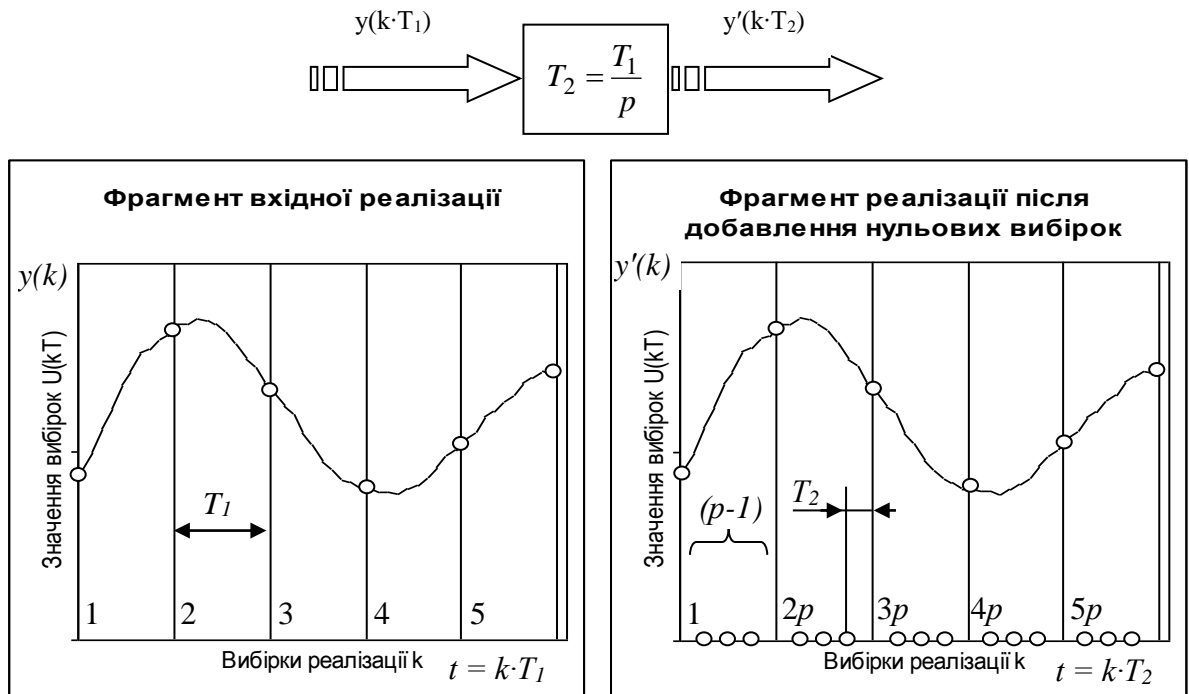 y(k·T₁) y′(k·T₂)
T₂ = T₁/p
Фрагмент вхідної реалізації
y(k)
Значення вибірок U(kT)
T₁
1 2 3 4 5
Вибірки реалізації k
t = k·T₁
Фрагмент реалізації після
добавлення нульових вибірок
y′(k)
Значення вибірок U(kT)
(p-1)
T₂
1 2p 3p 4p 5p
Вибірки реалізації k
t = k·T₂